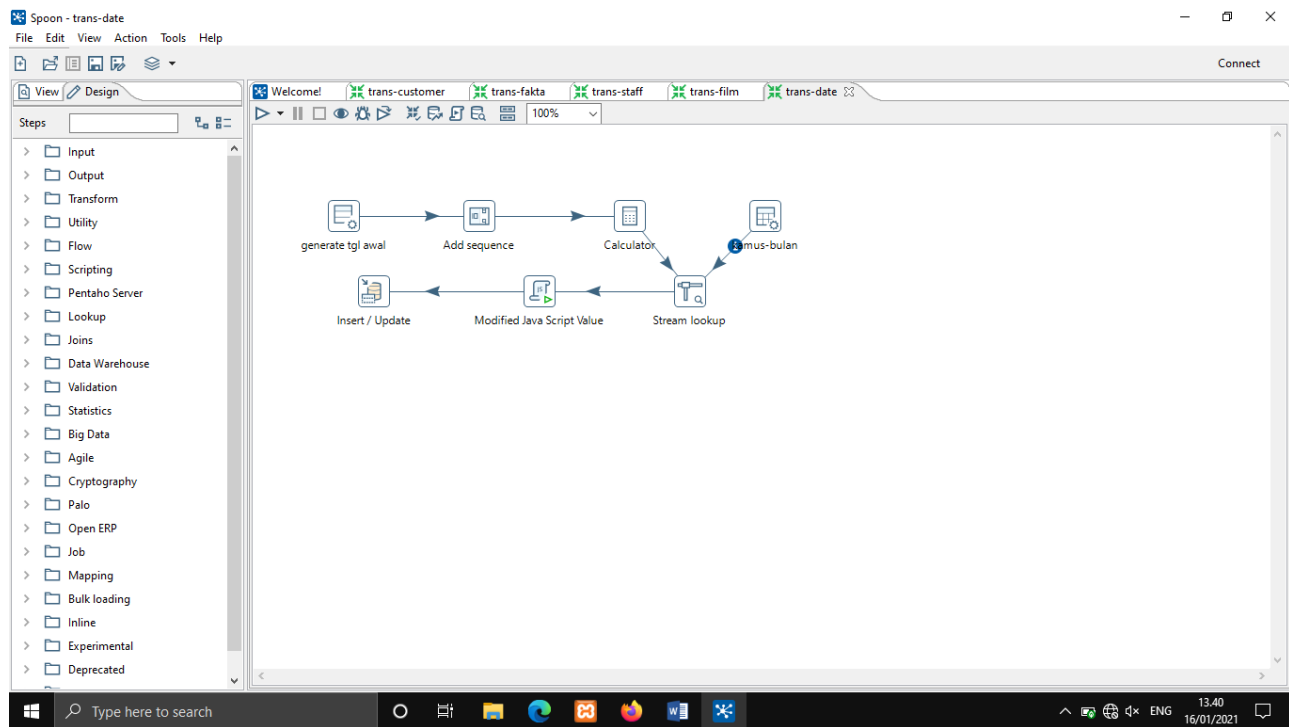 Spoon - trans-date
File Edit View Action Tools Help
Connect
View Design
Welcome! trans-customer trans-fakta trans-staff trans-film trans-date
Steps
100%
Input
Output
Transform
Utility
Flow
Scripting
Pentaho Server
Lookup
Joins
Data Warehouse
Validation
Statistics
Big Data
Agile
Cryptography
Palo
Open ERP
Job
Mapping
Bulk loading
Inline
Experimental
Deprecated
generate tgl awal Add sequence Calculator kamus-bulan
Insert / Update Modified Java Script Value Stream lookup
Type here to search
ENG
13.40
16/01/2021